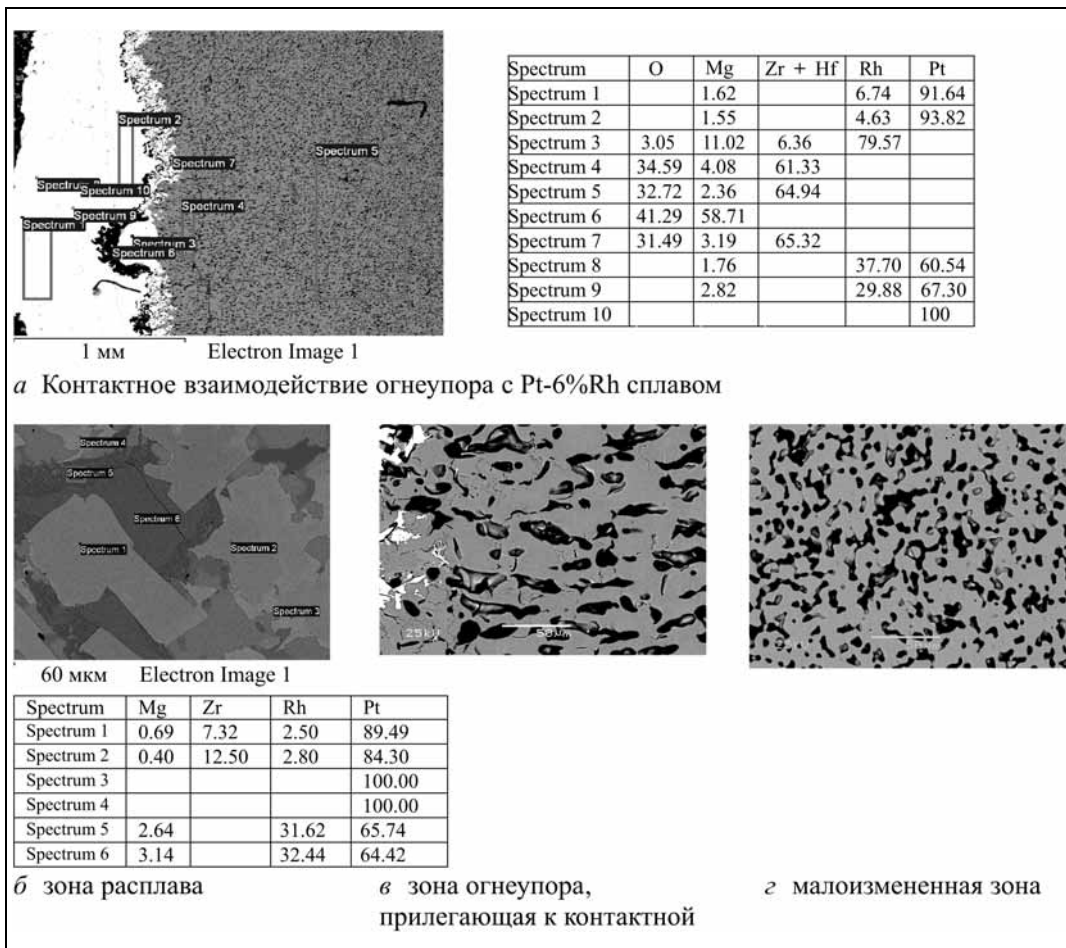 Spectrum 2
Spectrum 7
Spectrum 5
Spectrum 10
Spectrum 4
Spectrum 9
Spectrum 1
Spectrum 3
Spectrum 6
1 мм Electron Image 1
Spectrum O Mg Zr + Hf Rh Pt
Spectrum 1 1.62 6.74 91.64
Spectrum 2 1.55 4.63 93.82
Spectrum 3 3.05 11.02 6.36 79.57
Spectrum 4 34.59 4.08 61.33
Spectrum 5 32.72 2.36 64.94
Spectrum 6 41.29 58.71
Spectrum 7 31.49 3.19 65.32
Spectrum 8 1.76 37.70 60.54
Spectrum 9 2.82 29.88 67.30
Spectrum 10 100
а Контактное взаимодействие огнеупора с Pt-6%Rh сплавом
Spectrum 4
Spectrum 5
Spectrum 6
Spectrum 1
Spectrum 2
Spectrum 3
60 мкм Electron Image 1
25kU 50μm
Spectrum Mg Zr Rh Pt
Spectrum 1 0.69 7.32 2.50 89.49
Spectrum 2 0.40 12.50 2.80 84.30
Spectrum 3 100.00
Spectrum 4 100.00
Spectrum 5 2.64 31.62 65.74
Spectrum 6 3.14 32.44 64.42
б зона расплава
в зона огнеупора,
прилегающая к контактной
г малоизмененная зона